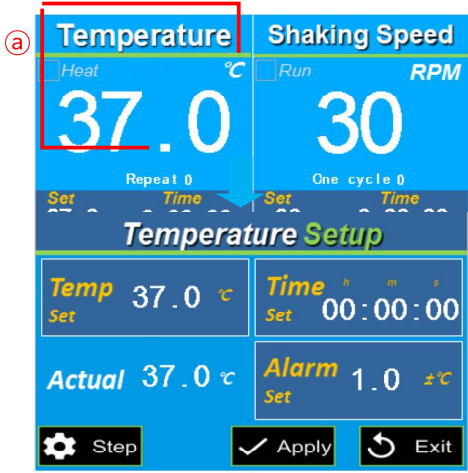 ⓐ
Temperature Shaking Speed
Heat ℃ Run RPM
37.0 30
Repeat 0 One cycle 0
Set Time Set Time
Temperature Setup
Temp Set 37.0 ℃ Time Set h m s 00:00:00
Actual 37.0 ℃ Alarm Set 1.0 ±℃
Step Apply Exit